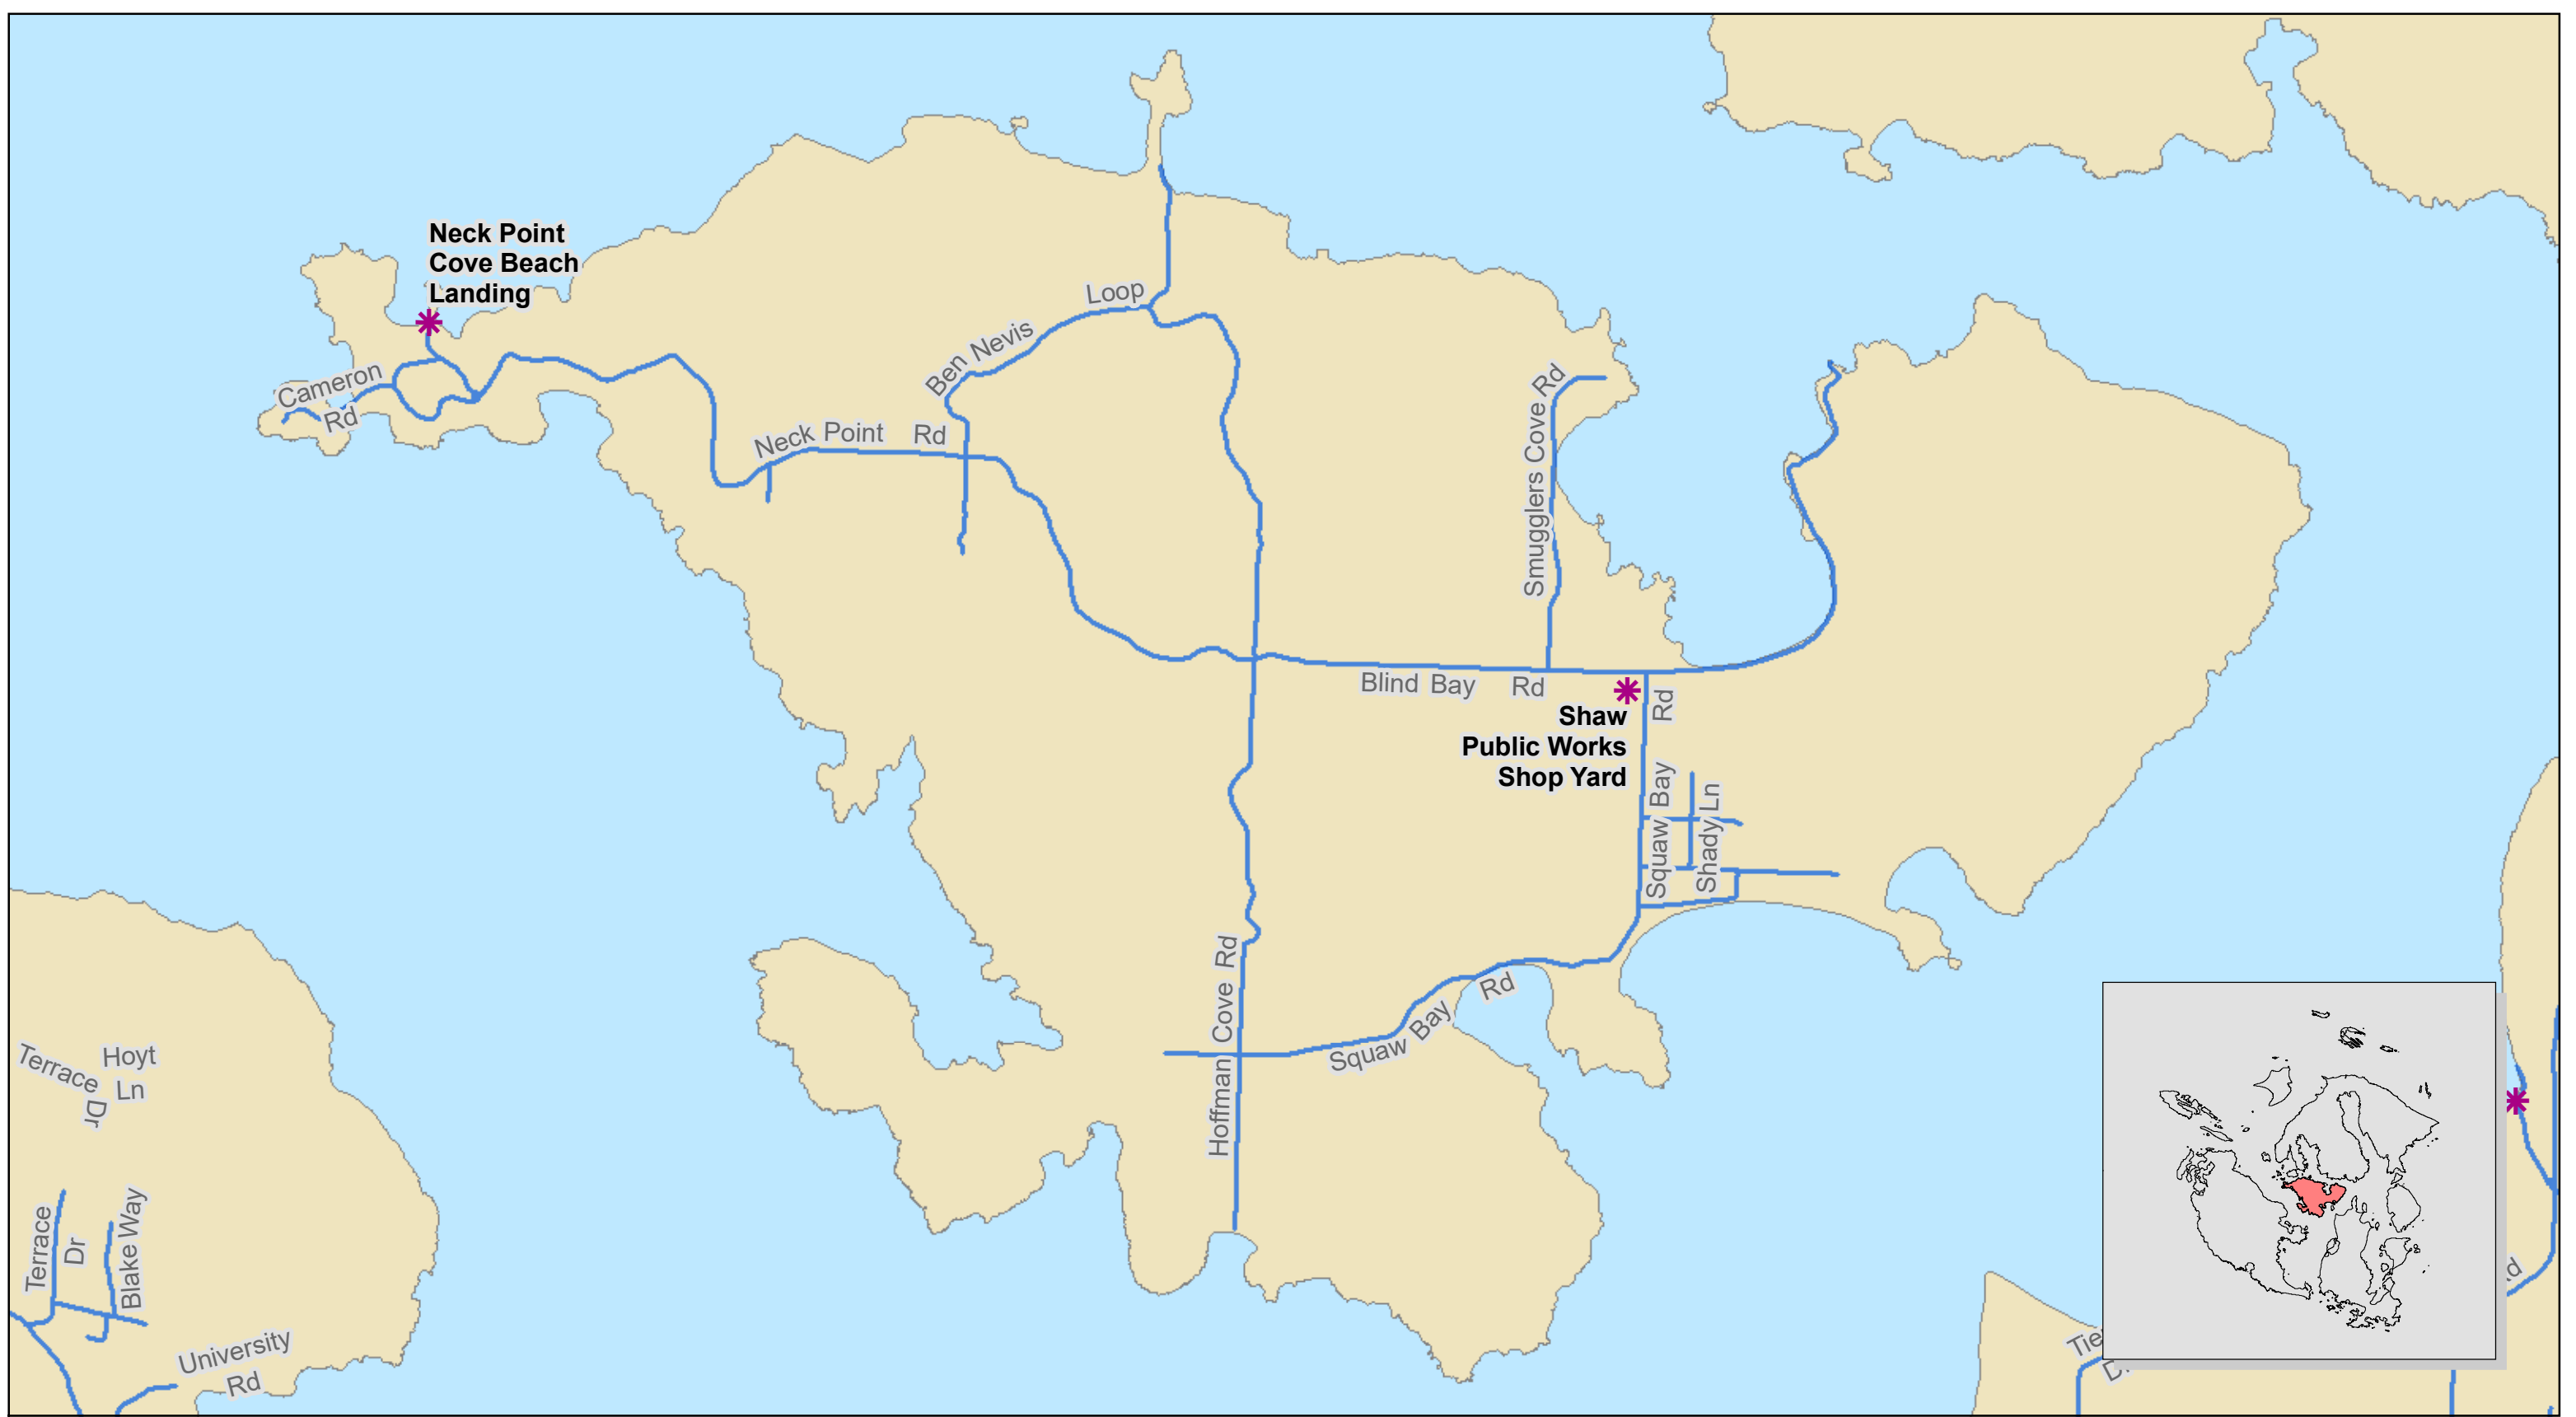 Neck Point
Cove Beach
Landing
Loop
Ben Nevis
Cameron
Rd
Neck Point Rd
Smugglers Cove Rd
Blind Bay Rd
Shaw
Public Works
Shop Yard
Squaw Bay Rd
Shady Ln
Hoffman Cove Rd
Squaw Bay Rd
Terrace
Dr
Hoyt
Ln
Terrace
Dr
Blake Way
University
Rd